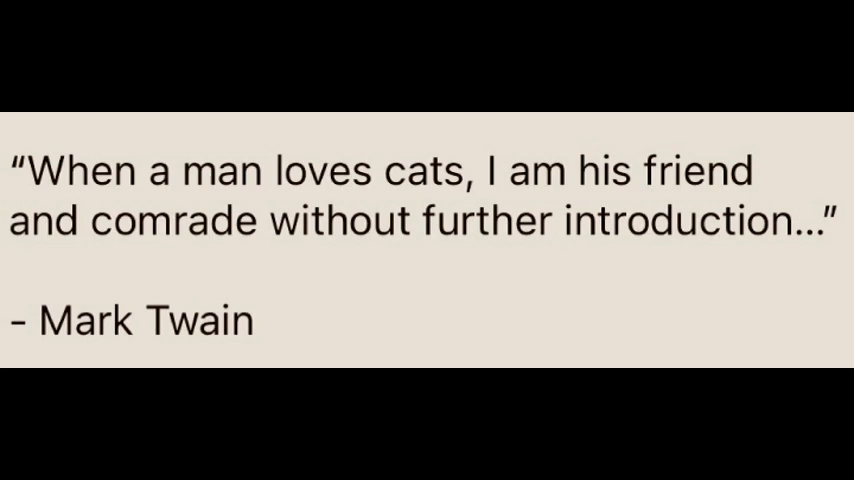 “When a man loves cats, I am his friend
and comrade without further introduction...”
- Mark Twain